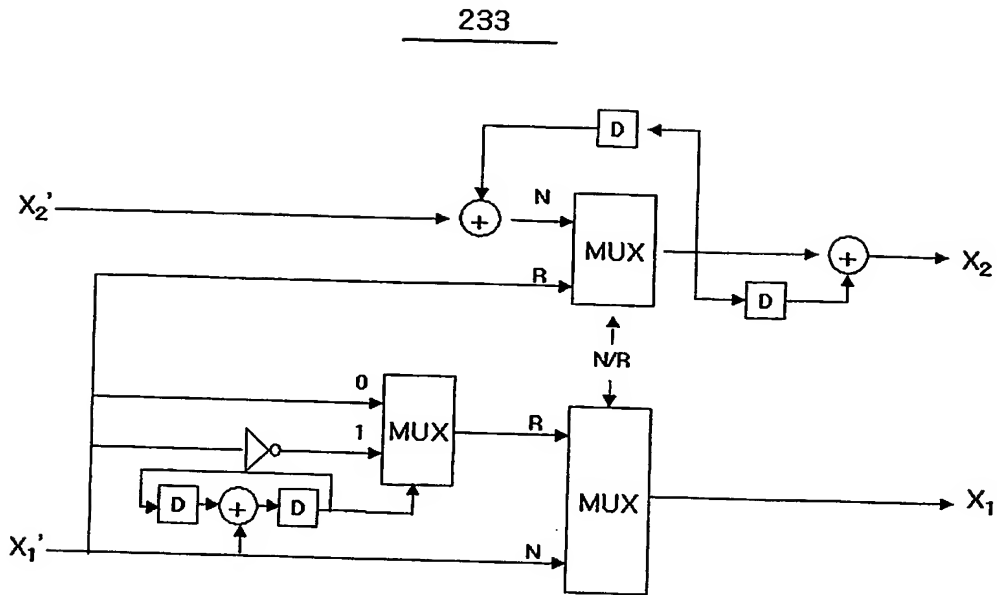 233
D
X₂'
+
N
MUX
+
X₂
R
D
N/R
0
MUX
R
1
MUX
X₁
D
+
D
X₁'
N